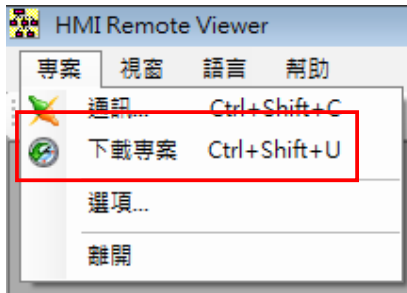 HMI Remote Viewer
專案 視窗 語言 幫助
通訊... Ctrl+Shift+C
下載專案 Ctrl+Shift+U
選項...
離開